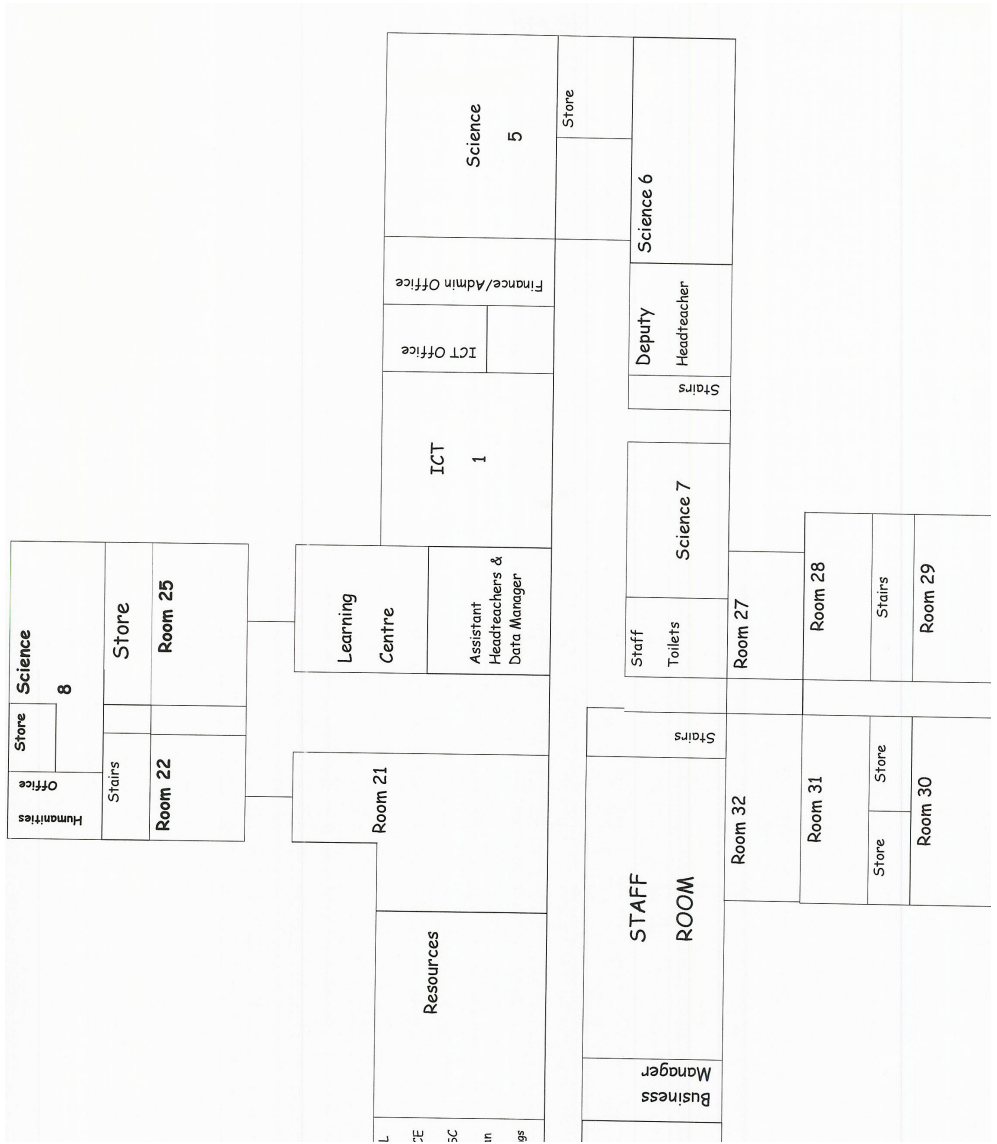 Science
5
Store
Science 6
Finance/Admin Office
ICT Office
Deputy
Headteacher
Stairs
ICT
1
Science 7
Science
8
Store
Store
Room 25
Learning
Centre
Assistant
Headteachers &
Data Manager
Staff
Toilets
Room 27
Room 28
Stairs
Room 29
Humanities
Office
Stairs
Room 22
Room 21
Stairs
STAFF
ROOM
Room 32
Room 31
Store
Store
Room 30
Resources
Business
Manager